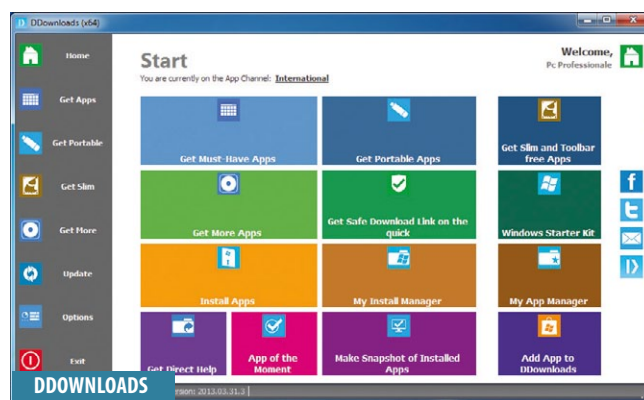 DDownloads (x64)
Home
Get Apps
Get Portable
Get Slim
Get More
Update
Options
Exit
Start
You are currently on the App Channel: International
Welcome,
Pc Professionale
Get Must-Have Apps
Get Portable Apps
Get Slim and Toolbar
free Apps
Get More Apps
Get Safe Download Link on the
quick
Windows Starter Kit
Install Apps
My Install Manager
My App Manager
Get Direct Help
App of the
Moment
Make Snapshot of Installed
Apps
Add App to
DDownloads
DDOWNLOADS
ersion: 2013.03.31.3